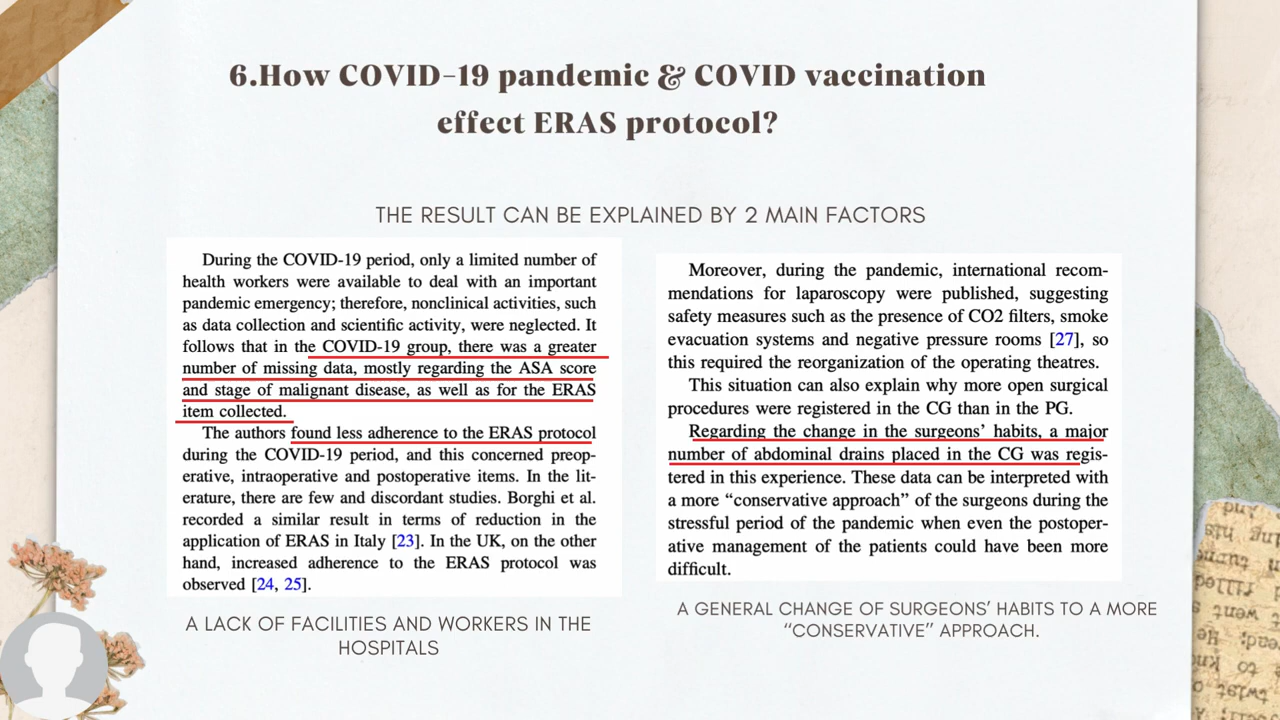 6.How COVID-19 pandemic & COVID vaccination
effect ERAS protocol?
THE RESULT CAN BE EXPLAINED BY 2 MAIN FACTORS
During the COVID-19 period, only a limited number of
health workers were available to deal with an important
pandemic emergency; therefore, nonclinical activities, such
as data collection and scientific activity, were neglected. It
follows that in the COVID-19 group, there was a greater
number of missing data, mostly regarding the ASA score
and stage of malignant disease, as well as for the ERAS
item collected.
The authors found less adherence to the ERAS protocol
during the COVID-19 period, and this concerned preop-
erative, intraoperative and postoperative items. In the lit-
erature, there are few and discordant studies. Borghi et al.
recorded a similar result in terms of reduction in the
application of ERAS in Italy [23]. In the UK, on the other
hand, increased adherence to the ERAS protocol was
observed [24, 25].
A LACK OF FACILITIES AND WORKERS IN THE
HOSPITALS
Moreover, during the pandemic, international recom-
mendations for laparoscopy were published, suggesting
safety measures such as the presence of CO2 filters, smoke
evacuation systems and negative pressure rooms [27], so
this required the reorganization of the operating theatres.
This situation can also explain why more open surgical
procedures were registered in the CG than in the PG.
Regarding the change in the surgeons' habits, a major
number of abdominal drains placed in the CG was regis-
tered in this experience. These data can be interpreted with
a more “conservative approach” of the surgeons during the
stressful period of the pandemic when even the postoper-
ative management of the patients could have been more
difficult.
A GENERAL CHANGE OF SURGEONS’ HABITS TO A MORE
“CONSERVATIVE” APPROACH.